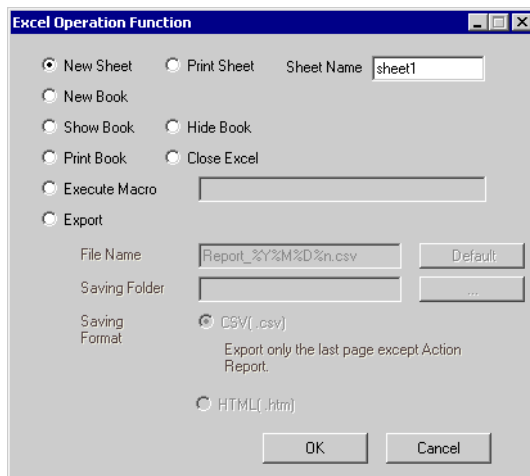 Excel Operation Function
New Sheet Print Sheet Sheet Name sheet1
New Book
Show Book Hide Book
Print Book Close Excel
Execute Macro
Export
File Name Report_%Y%M%D%n.csv Default
Saving Folder ...
Saving Format CSV( .csv)
Export only the last page except Action
Report.
HTML( .htm)
OK Cancel